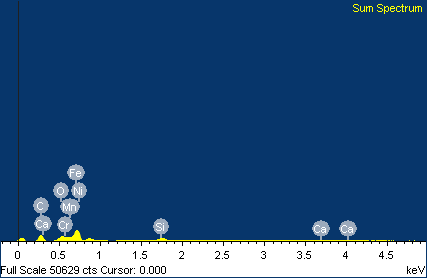 Sum Spectrum
Fe
O Ni
C Mn
Ca Cr Si Ca Ca
0 0.5 1 1.5 2 2.5 3 3.5 4 4.5
Full Scale 50629 cts Cursor: 0.000 keV